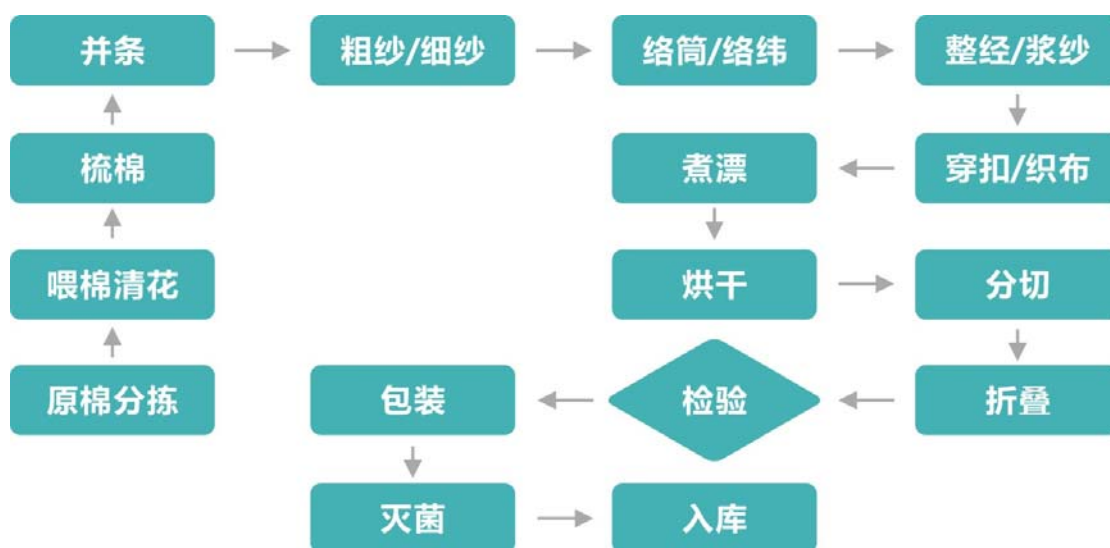 并条
粗纱/细纱
络筒/络纬
整经/浆纱
梳棉
煮漂
穿扣/织布
喂棉清花
烘干
分切
原棉分拣
包装
检验
折叠
灭菌
入库